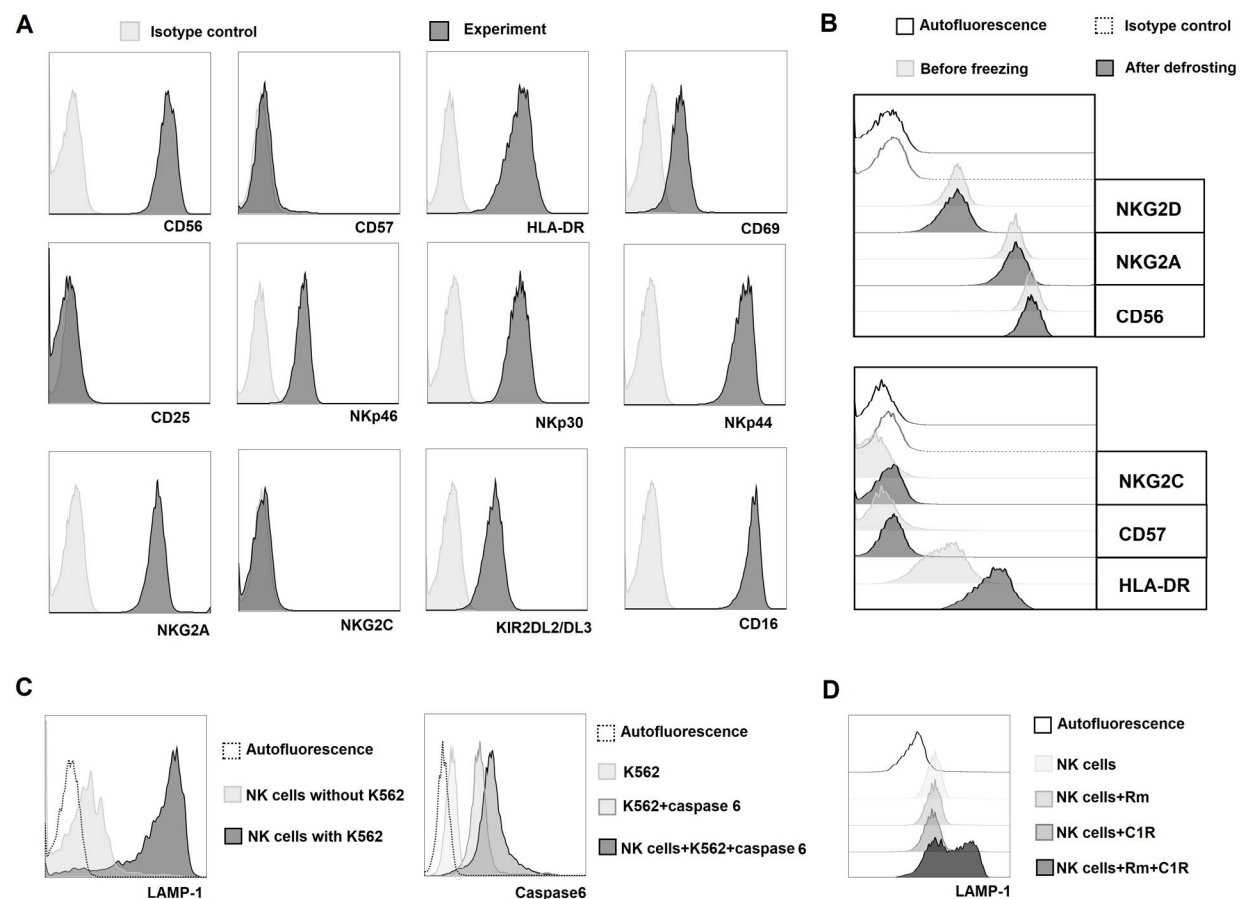 A
Isotype control
Experiment
CD56
CD57
HLA-DR
CD69
CD25
NKp46
NKp30
NKp44
NKG2A
NKG2C
KIR2DL2/DL3
CD16
B
Autofluorescence
Isotype control
Before freezing
After defrosting
NKG2D
NKG2A
CD56
NKG2C
CD57
HLA-DR
C
Autofluorescence
NK cells without K562
NK cells with K562
LAMP-1
Autofluorescence
K562
K562+caspase 6
NK cells+K562+caspase 6
Caspase6
D
Autofluorescence
NK cells
NK cells+Rm
NK cells+C1R
NK cells+Rm+C1R
LAMP-1